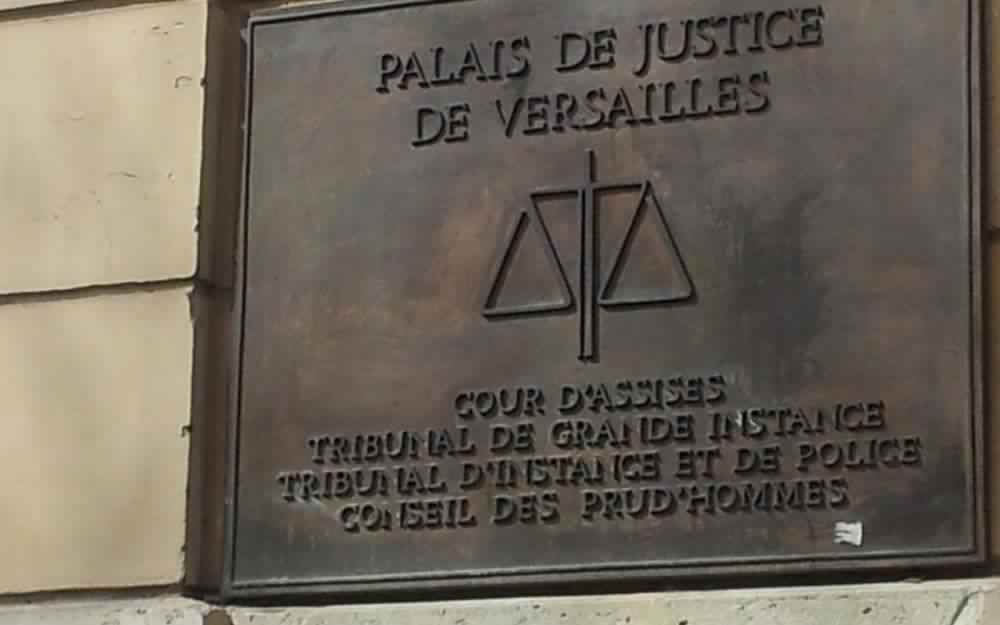 PALAIS DE JUSTICE
DE VERSAILLES
COUR D'ASSISES
TRIBUNAL DE GRANDE INSTANCE
TRIBUNAL D'INSTANCE ET DE POLICE
CONSEIL DES PRUD'HOMMES